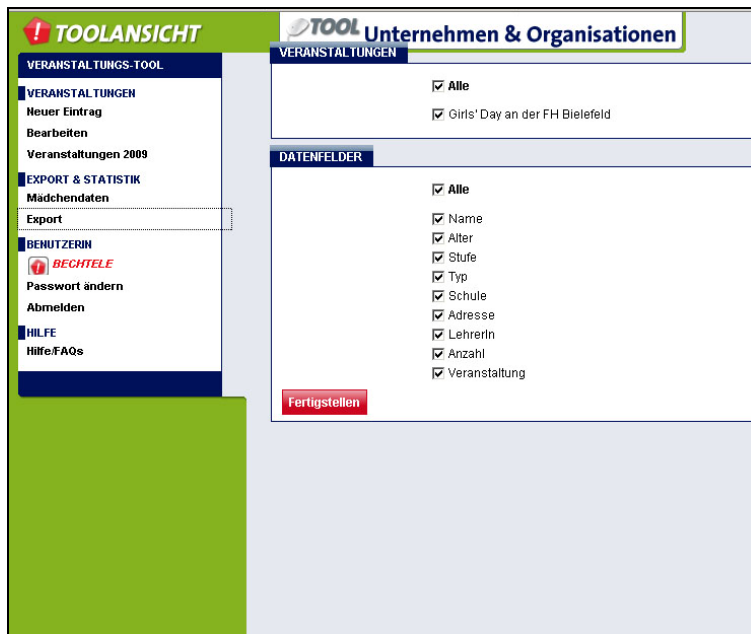 TOOLANSICHT
TOOL Unternehmen & Organisationen
VERANSTALTUNGS-TOOL
VERANSTALTUNGEN
Neuer Eintrag
Bearbeiten
Veranstaltungen 2009
EXPORT & STATISTIK
Mädchendaten
Export
BENUTZERIN
BECHTELE
Passwort ändern
Abmelden
HILFE
Hilfe/FAQs
VERANSTALTUNGEN
Alle
Girls' Day an der FH Bielefeld
DATENFELDER
Alle
Name
Alter
Stufe
Typ
Schule
Adresse
LehrerIn
Anzahl
Veranstaltung
Fertigstellen